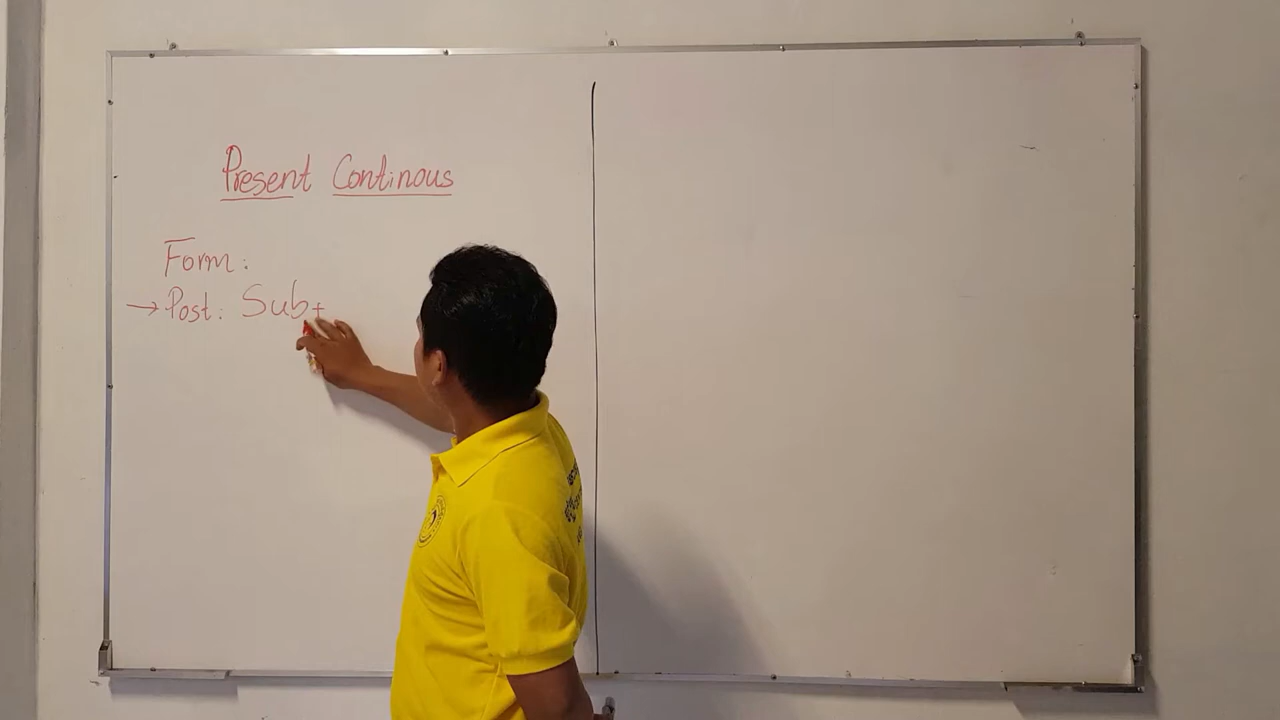 Present Continous
Form:
→ Post: Sub +